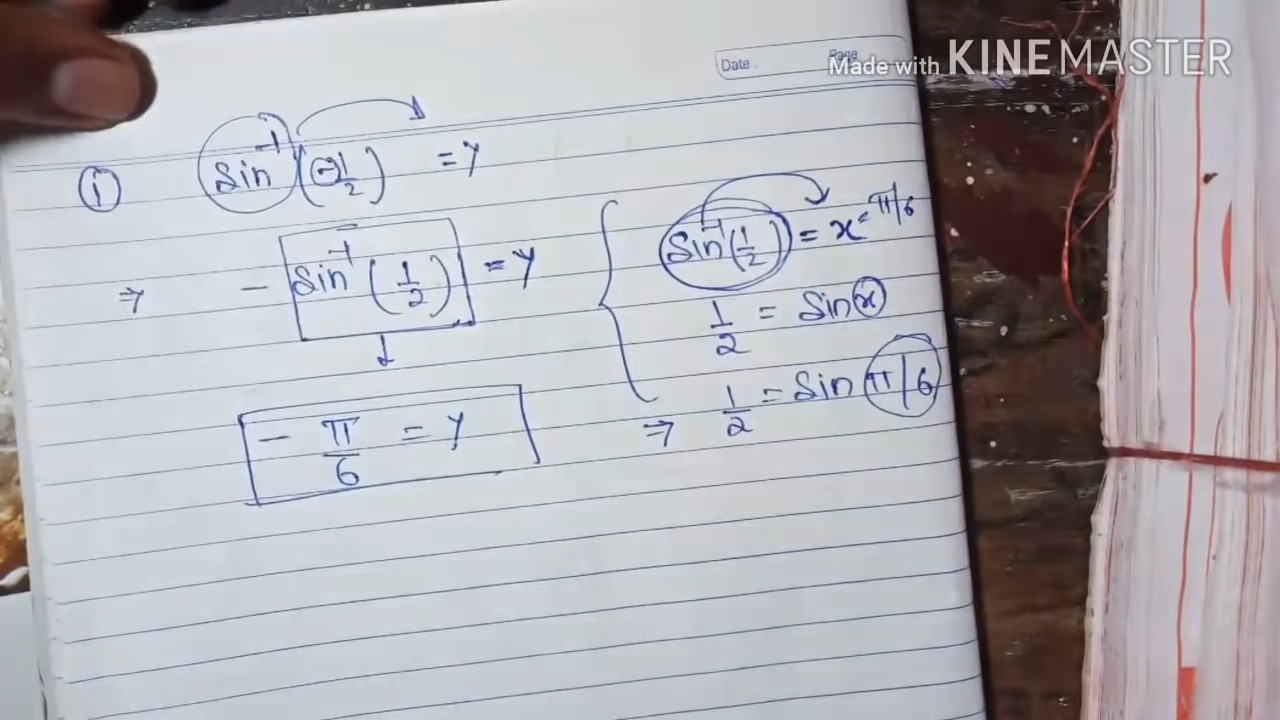 Date . Page
Made with KINEMASTER
(i) Sin⁻¹(-1/2) = y
⇒ - Sin⁻¹(1/2) = y
↓
- π/6 = y
Sin⁻¹(1/2) = x = π/6
1/2 = Sin(x)
⇒ 1/2 = Sin π/6